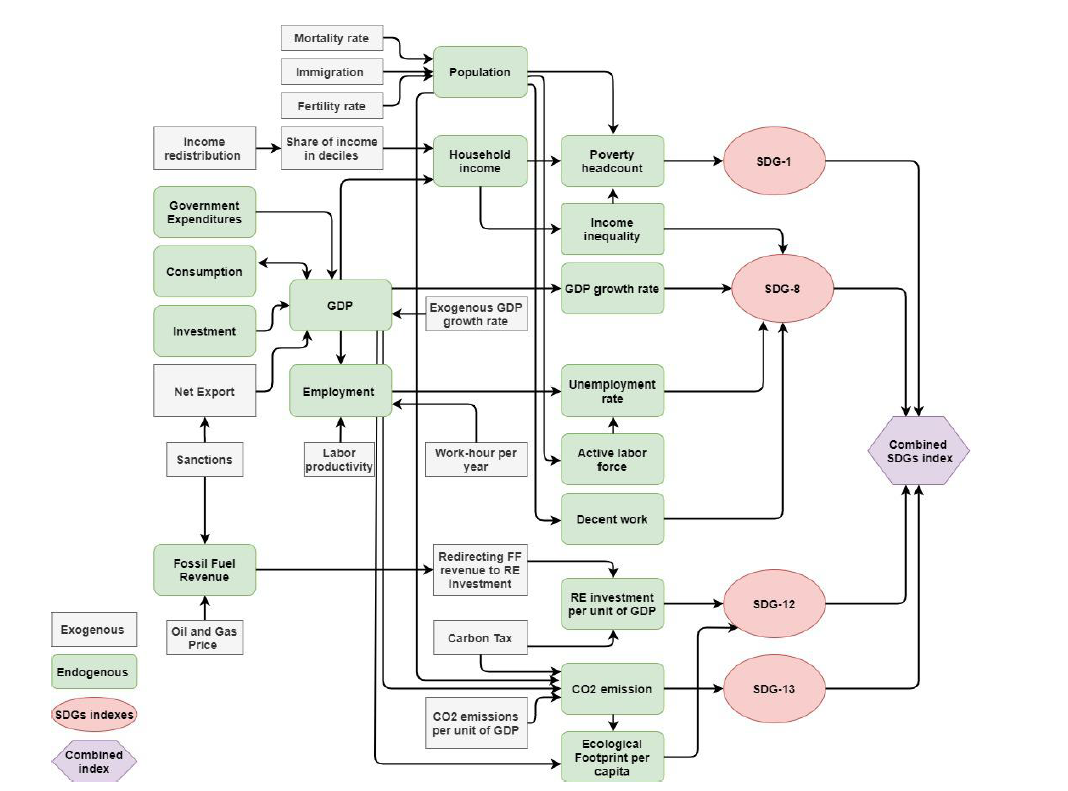 Mortality rate
Immigration
Fertility rate
Population
Income
redistribution
Share of income
in deciles
Household
income
Poverty
headcount
SDG-1
Government
Expenditures
Income
inequality
Consumption
GDP
Exogenous GDP
growth rate
GDP growth rate
SDG-8
Investment
Net Export
Employment
Unemployment
rate
Sanctions
Labor
productivity
Work-hour per
year
Active labor
force
Combined
SDGs index
Decent work
Fossil Fuel
Revenue
Redirecting FF
revenue to RE
investment
RE investment
per unit of GDP
SDG-12
Oil and Gas
Price
Carbon Tax
CO2 emission
SDG-13
CO2 emissions
per unit of GDP
Ecological
Footprint per
capita
Exogenous
Endogenous
SDGs indexes
Combined
index